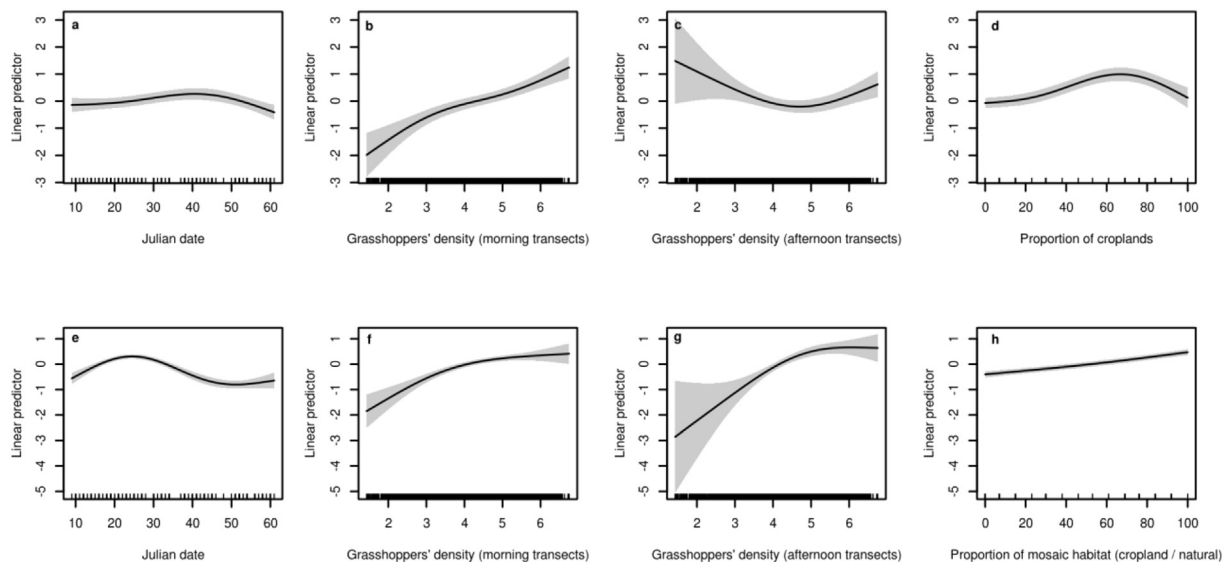 a
Linear predictor
3
2
1
0
-1
-2
-3
10 20 30 40 50 60
Julian date
b
Linear predictor
3
2
1
0
-1
-2
-3
2 3 4 5 6
Grasshoppers' density (morning transects)
c
Linear predictor
3
2
1
0
-1
-2
-3
2 3 4 5 6
Grasshoppers' density (afternoon transects)
d
Linear predictor
3
2
1
0
-1
-2
-3
0 20 40 60 80 100
Proportion of croplands
e
Linear predictor
1
0
-1
-2
-3
-4
-5
10 20 30 40 50 60
Julian date
f
Linear predictor
1
0
-1
-2
-3
-4
-5
2 3 4 5 6
Grasshoppers' density (morning transects)
g
Linear predictor
1
0
-1
-2
-3
-4
-5
2 3 4 5 6
Grasshoppers' density (afternoon transects)
h
Linear predictor
1
0
-1
-2
-3
-4
-5
0 20 40 60 80 100
Proportion of mosaic habitat (cropland / natural)